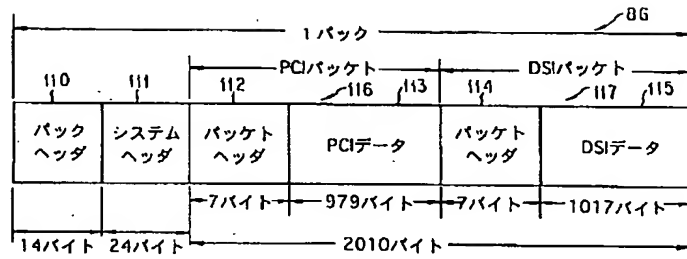 86
1パック
PCIパケット
DSIパケット
110
111
112
116
113
114
117
115
パック
ヘッダ
システム
ヘッダ
パケット
ヘッダ
PCIデータ
パケット
ヘッダ
DSIデータ
7バイト
979バイト
7バイト
1017バイト
14バイト
24バイト
2010バイト